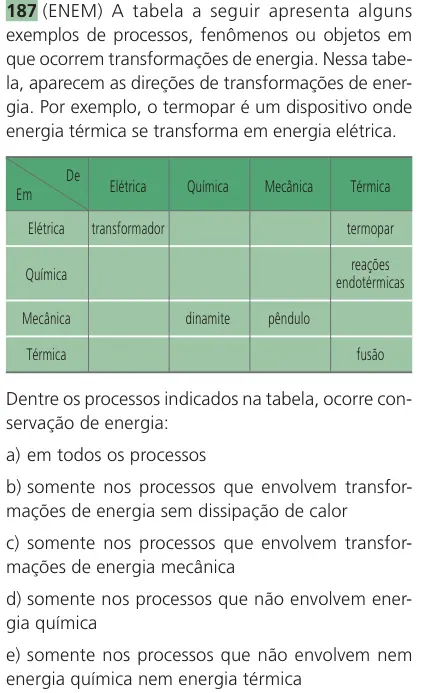 187 (ENEM) A tabela a seguir apresenta alguns
exemplos de processos, fenômenos ou objetos em
que ocorrem transformações de energia. Nessa tabe-
la, aparecem as direções de transformações de ener-
gia. Por exemplo, o termopar é um dispositivo onde
energia térmica se transforma em energia elétrica.
De
Em
Elétrica Química Mecânica Térmica
Elétrica transformador termopar
Química reações
endotérmicas
Mecânica dinamite pêndulo
Térmica fusão
Dentre os processos indicados na tabela, ocorre con-
servação de energia:
a) em todos os processos
b) somente nos processos que envolvem transfor-
mações de energia sem dissipação de calor
c) somente nos processos que envolvem transfor-
mações de energia mecânica
d) somente nos processos que não envolvem ener-
gia química
e) somente nos processos que não envolvem nem
energia química nem energia térmica